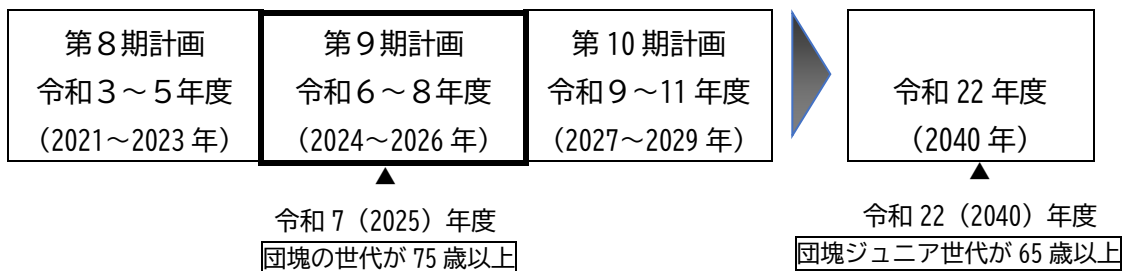 第８期計画
令和３～５年度
（2021～2023 年）
第９期計画
令和６～８年度
（2024～2026 年）
第 10 期計画
令和９～11 年度
（2027～2029 年）
令和 22 年度
（2040 年）
▲
令和 7（2025）年度
団塊の世代が 75 歳以上
▲
令和 22（2040）年度
団塊ジュニア世代が 65 歳以上